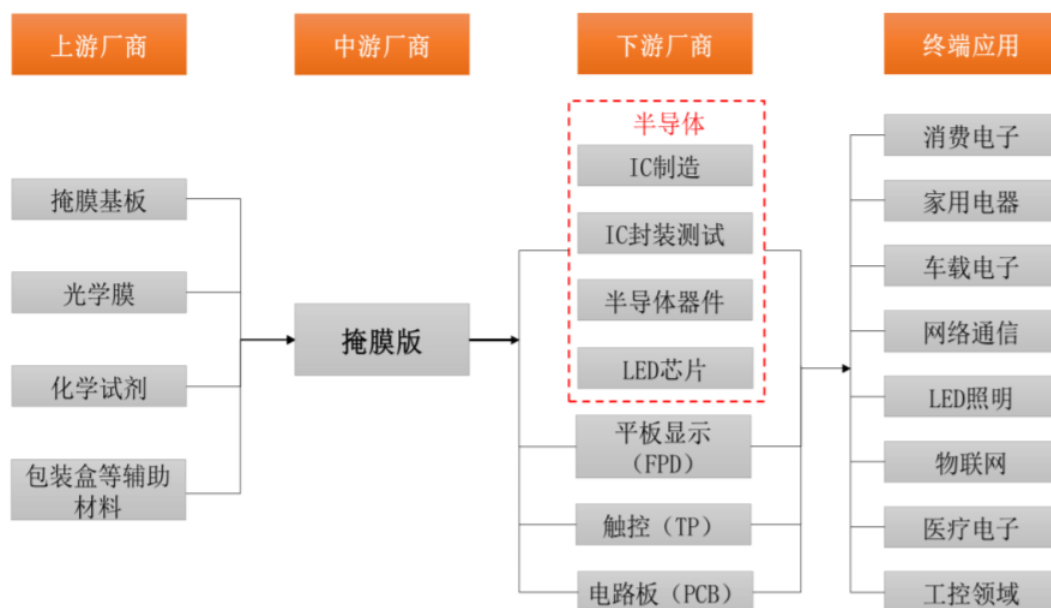 上游厂商
中游厂商
下游厂商
终端应用
掩膜基板
光学膜
化学试剂
包装盒等辅助
材料
掩膜版
半导体
IC制造
IC封装测试
半导体器件
LED芯片
平板显示
（FPD）
触控（TP）
电路板（PCB）
消费电子
家用电器
车载电子
网络通信
LED照明
物联网
医疗电子
工控领域